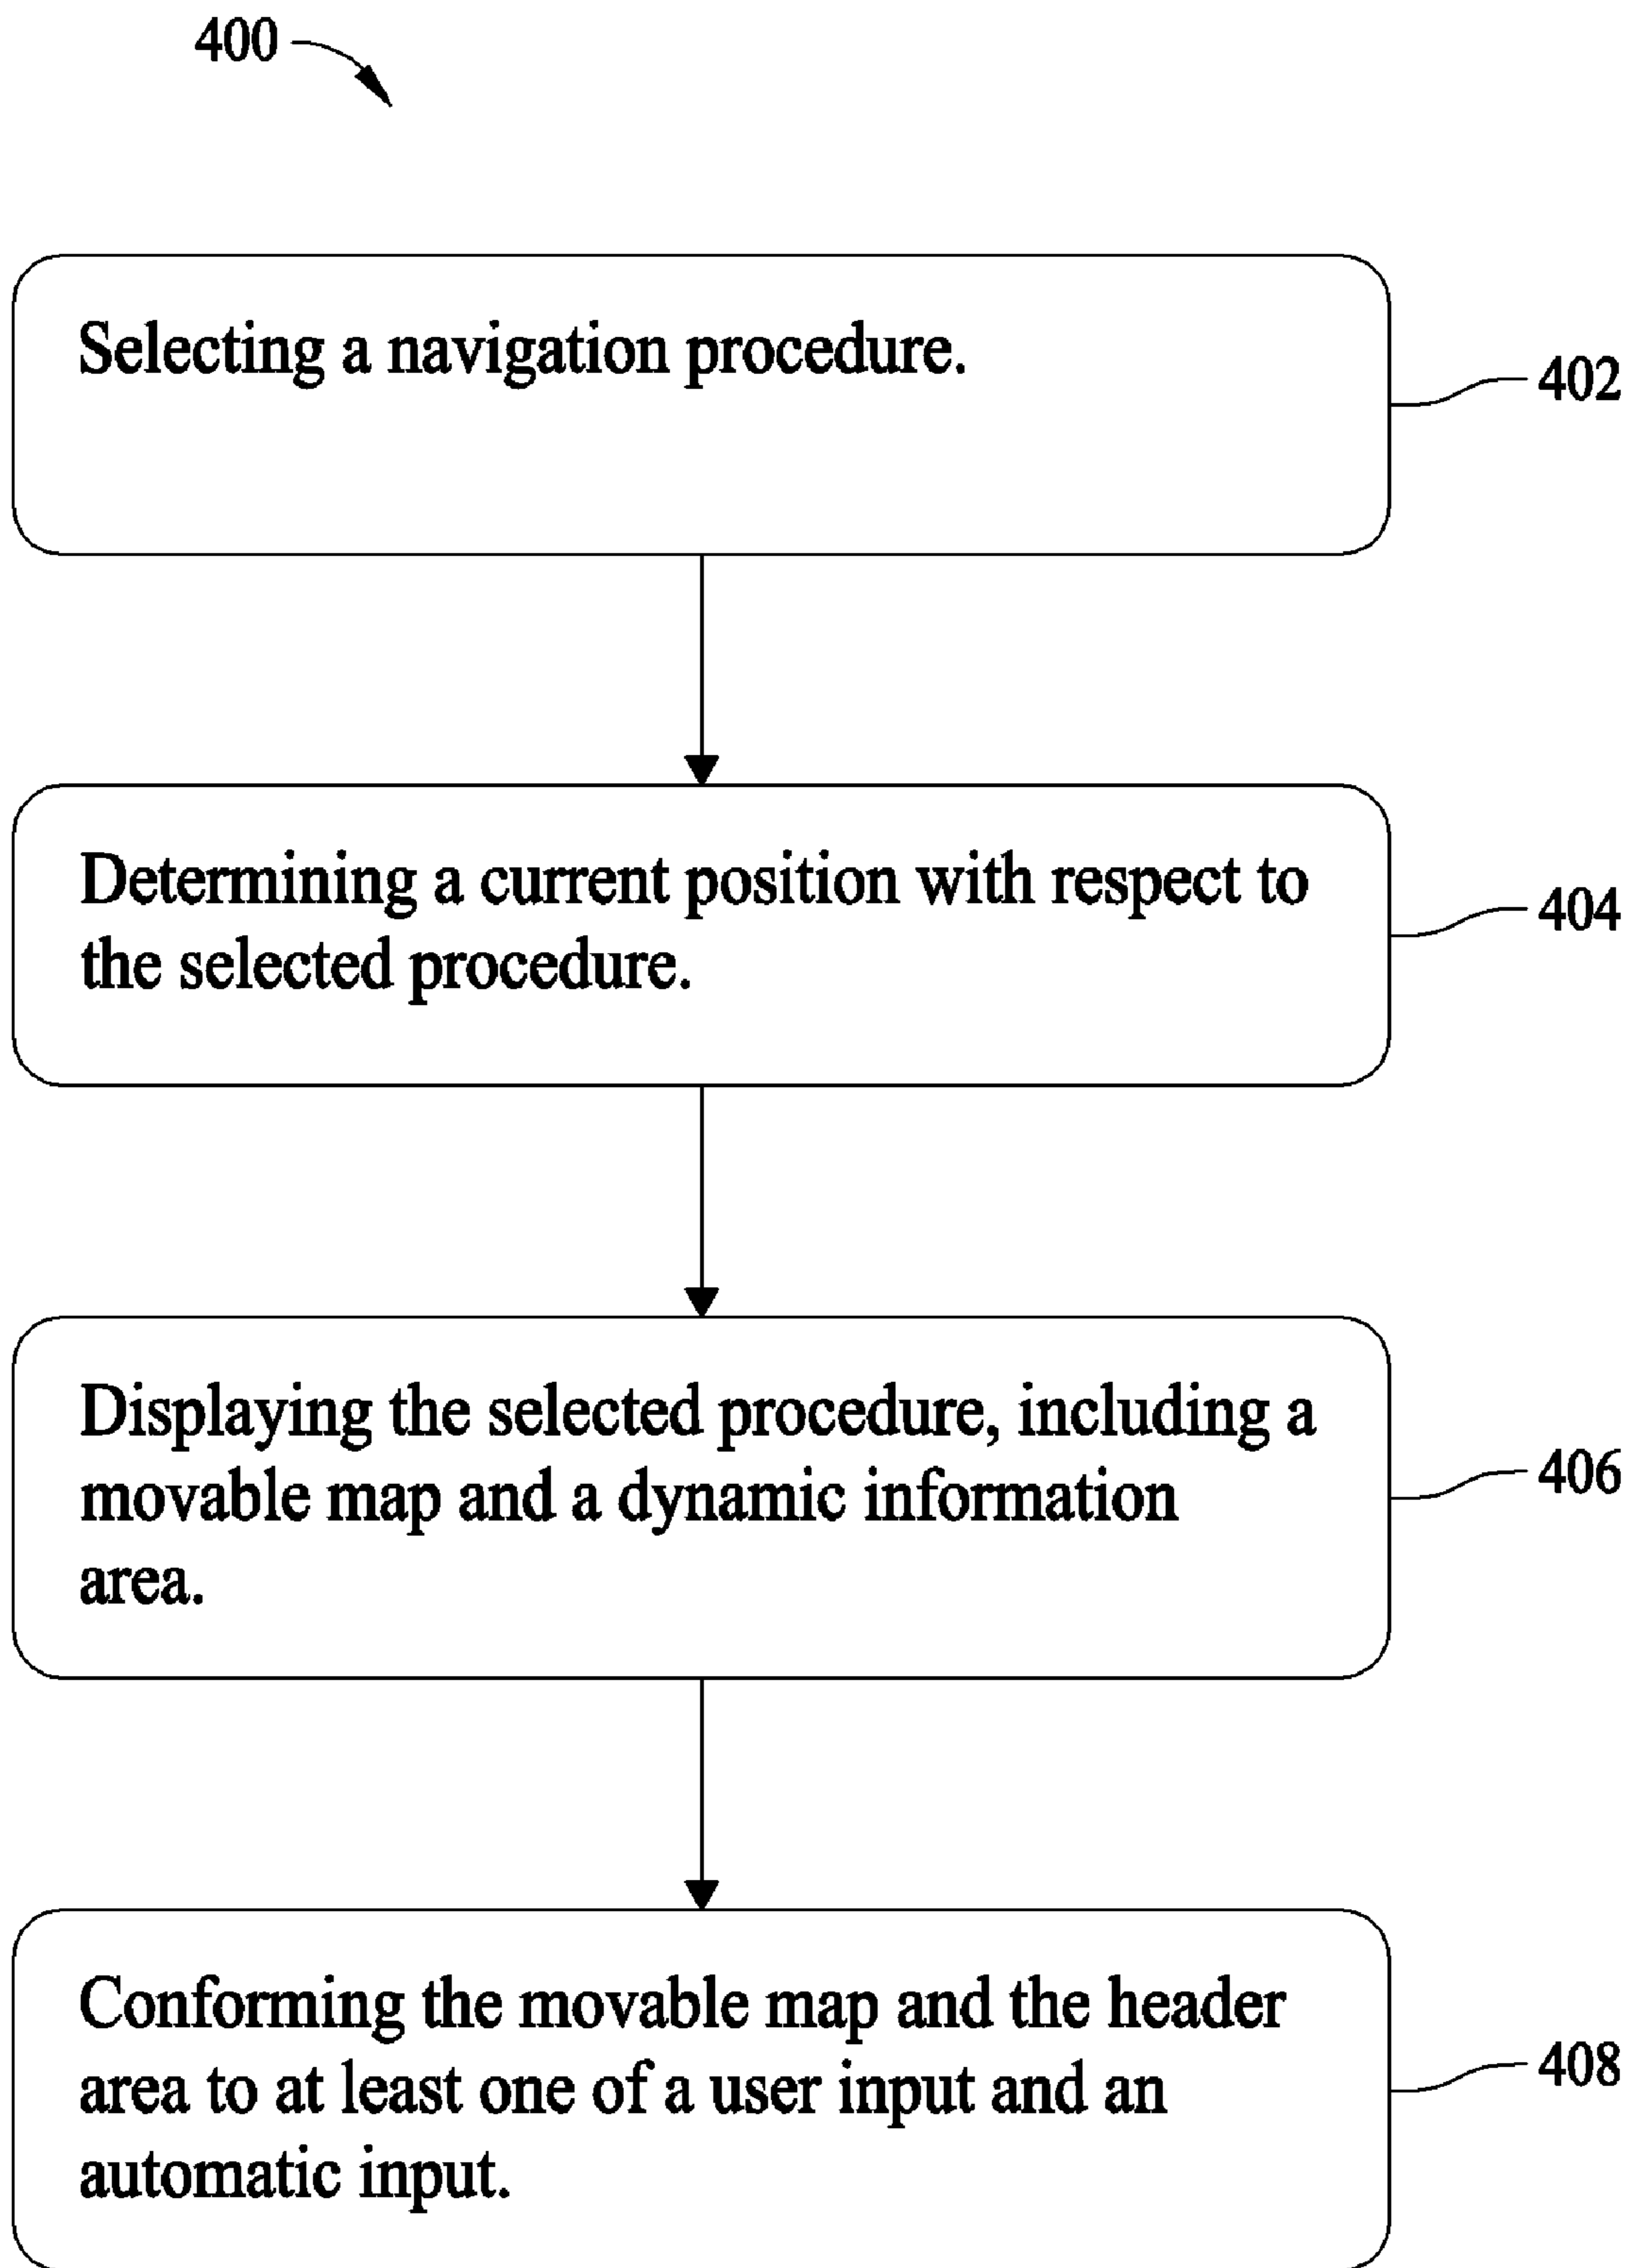 400
Selecting a navigation procedure.
402
Determining a current position with respect to
the selected procedure.
404
Displaying the selected procedure, including a
movable map and a dynamic information
area.
406
Conforming the movable map and the header
area to at least one of a user input and an
automatic input.
408